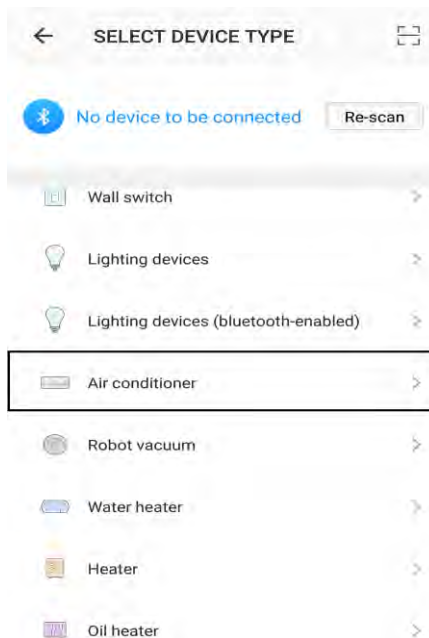 SELECT DEVICE TYPE
No device to be connected Re-scan
Wall switch
Lighting devices
Lighting devices (bluetooth-enabled)
Air conditioner
Robot vacuum
Water heater
Heater
Oil heater